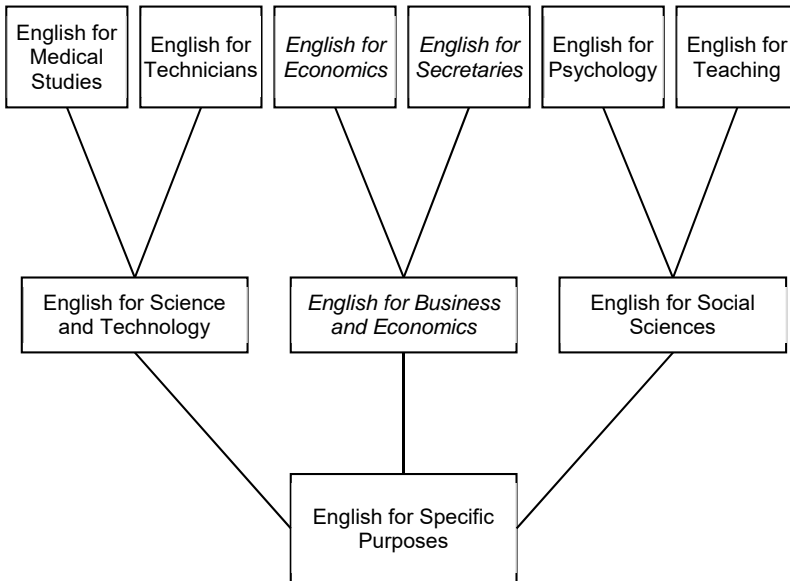 English for
Medical
Studies
English for
Technicians
English for
Economics
English for
Secretaries
English for
Psychology
English for
Teaching
English for Science
and Technology
English for Business
and Economics
English for Social
Sciences
English for Specific
Purposes